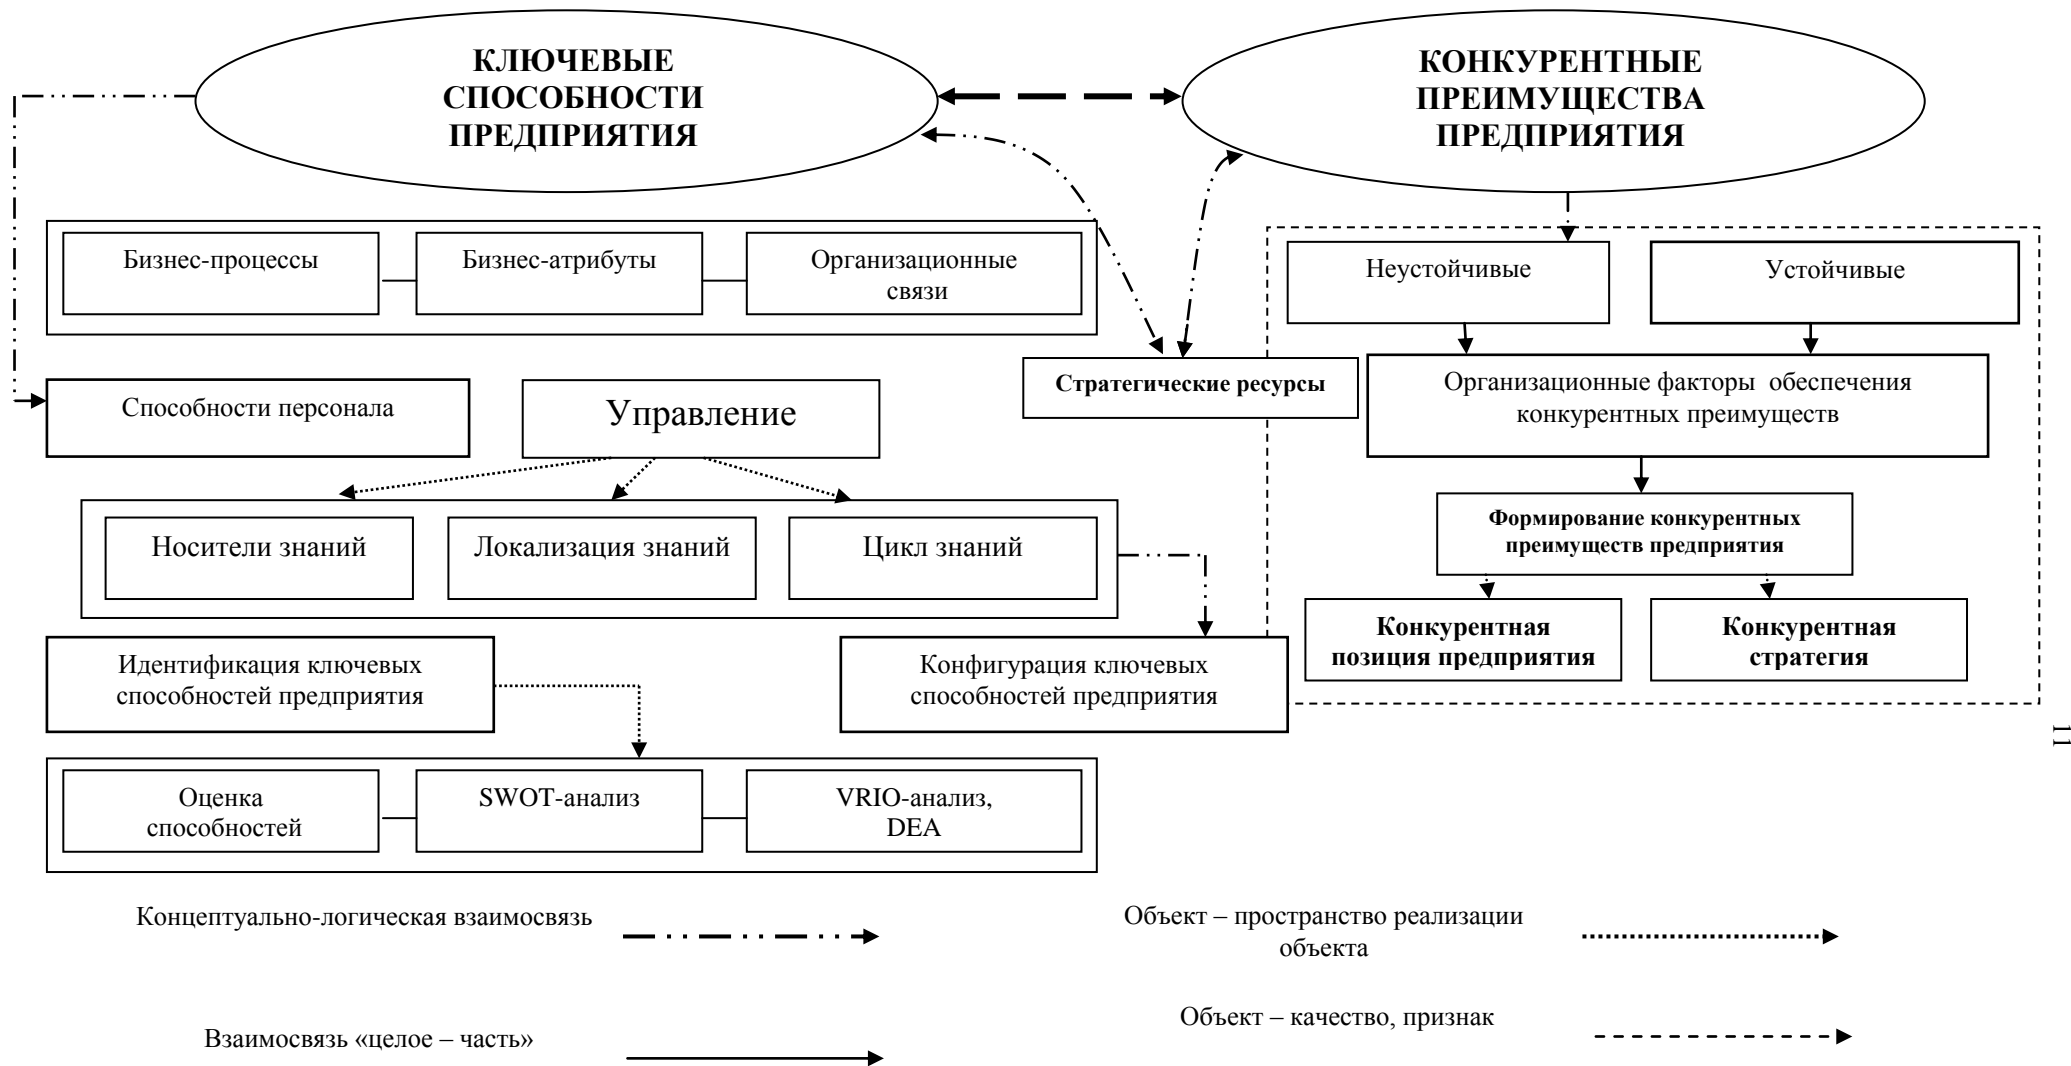 КЛЮЧЕВЫЕ
СПОСОБНОСТИ
ПРЕДПРИЯТИЯ
КОНКУРЕНТНЫЕ
ПРЕИМУЩЕСТВА
ПРЕДПРИЯТИЯ
Бизнес-процессы
Бизнес-атрибуты
Организационные
связи
Неустойчивые
Устойчивые
Стратегические ресурсы
Организационные факторы обеспечения
конкурентных преимуществ
Способности персонала
Управление
Формирование конкурентных
преимуществ предприятия
Носители знаний
Локализация знаний
Цикл знаний
Конкурентная
позиция предприятия
Конкурентная
стратегия
Идентификация ключевых
способностей предприятия
Конфигурация ключевых
способностей предприятия
11
Оценка
способностей
SWOT-анализ
VRIO-анализ,
DEA
Концептуально-логическая взаимосвязь
Объект – пространство реализации
объекта
Взаимосвязь «целое – часть»
Объект – качество, признак